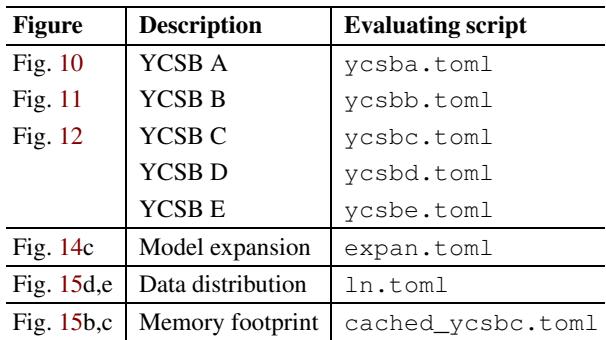 Figure Description Evaluating script
Fig. 10 YCSB A ycsba.toml
Fig. 11 YCSB B ycsbb.toml
Fig. 12 YCSB C ycsbc.toml
YCSB D ycsbd.toml
YCSB E ycsbe.toml
Fig. 14c Model expansion expan.toml
Fig. 15d,e Data distribution ln.toml
Fig. 15b,c Memory footprint cached_ycsbc.toml